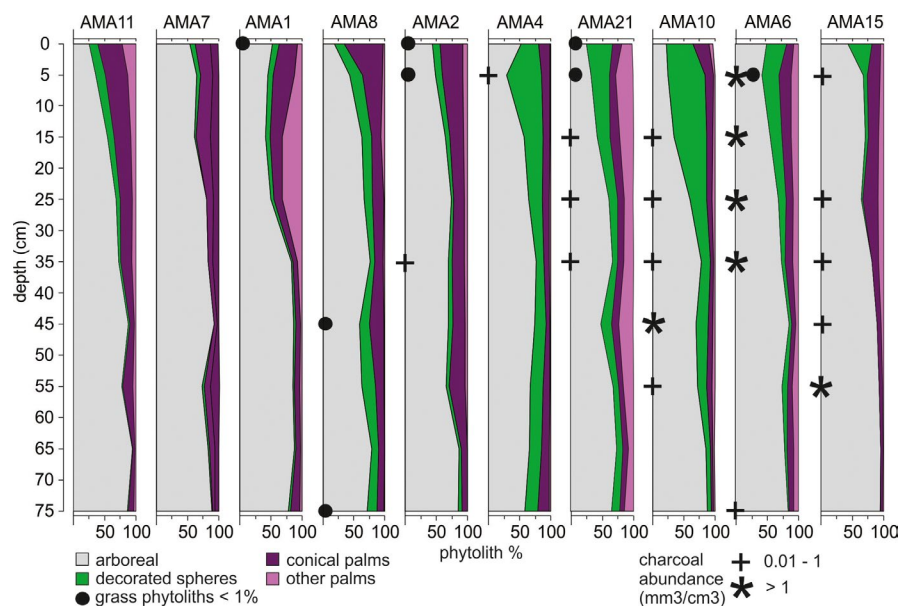 AMA11 AMA7 AMA1 AMA8 AMA2 AMA4 AMA21 AMA10 AMA6 AMA15
0
5
10
15
20
25
30
35
40
45
50
55
60
65
70
75
depth (cm)
50 100 50 100 50 100 50 100 50 100 50 100 50 100 50 100 50 100 50 100
phytolith %
arboreal
decorated spheres
grass phytoliths < 1%
conical palms
other palms
charcoal
abundance
(mm3/cm3)
0.01 - 1
> 1